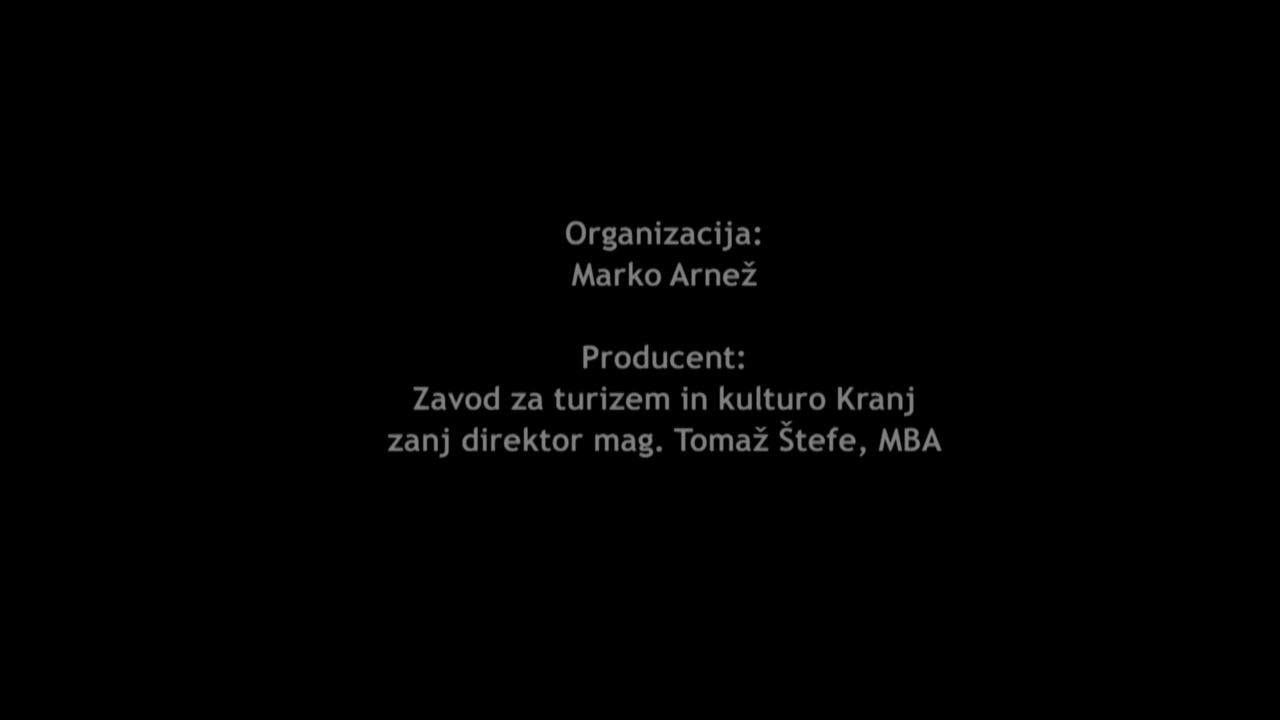 Organizacija:
Marko Arnež
Producent:
Zavod za turizem in kulturo Kranj
zanj direktor mag. Tomaž Štefe, MBA